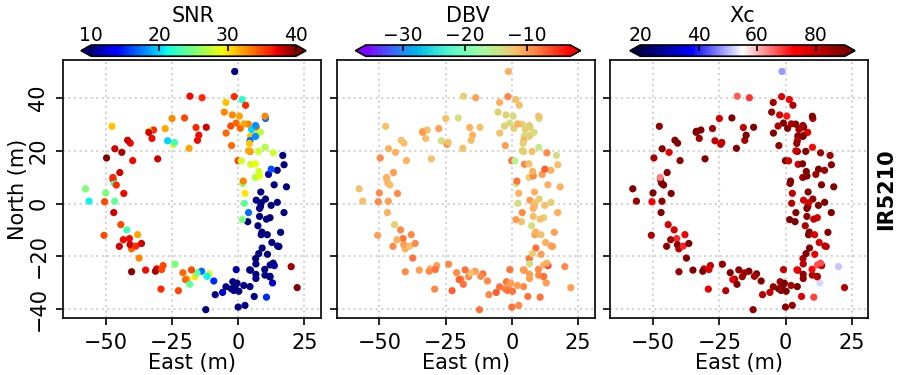 SNR DBV Xc
10 20 30 40 −30 −20 −10 20 40 60 80
North (m)
40
20
0
−20
−40
−50 −25 0 25 −50 −25 0 25 −50 −25 0 25
East (m) East (m) East (m)
IR5210